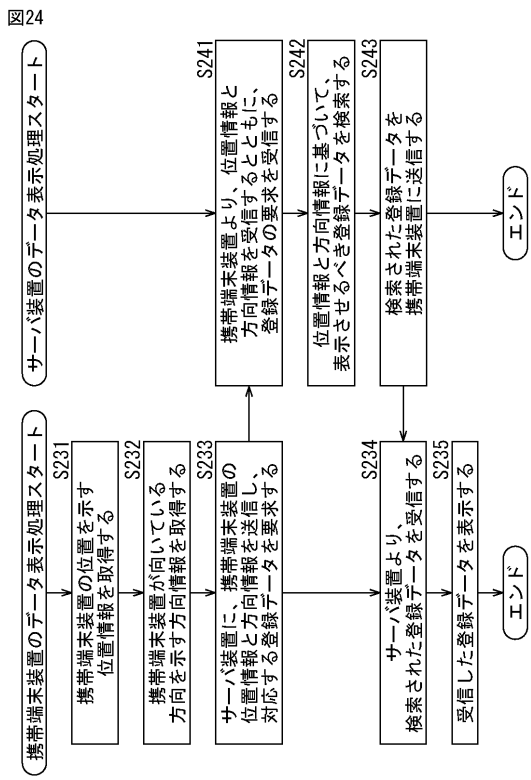 図24
携帯端末装置のデータ表示処理スタート
S231
携帯端末装置の位置を示す
位置情報を取得する
S232
携帯端末装置が向いている
方向を示す方向情報を取得する
S233
サーバ装置に、携帯端末装置の
位置情報と方向情報を送信し、
対応する登録データを要求する
S234
サーバ装置より、
検索された登録データを受信する
S235
受信した登録データを表示する
エンド
サーバ装置のデータ表示処理スタート
S241
携帯端末装置より、位置情報と
方向情報を受信するとともに、
登録データの要求を受信する
S242
位置情報と方向情報に基づいて、
表示させるべき登録データを検索する
S243
検索された登録データを
携帯端末装置に送信する
エンド